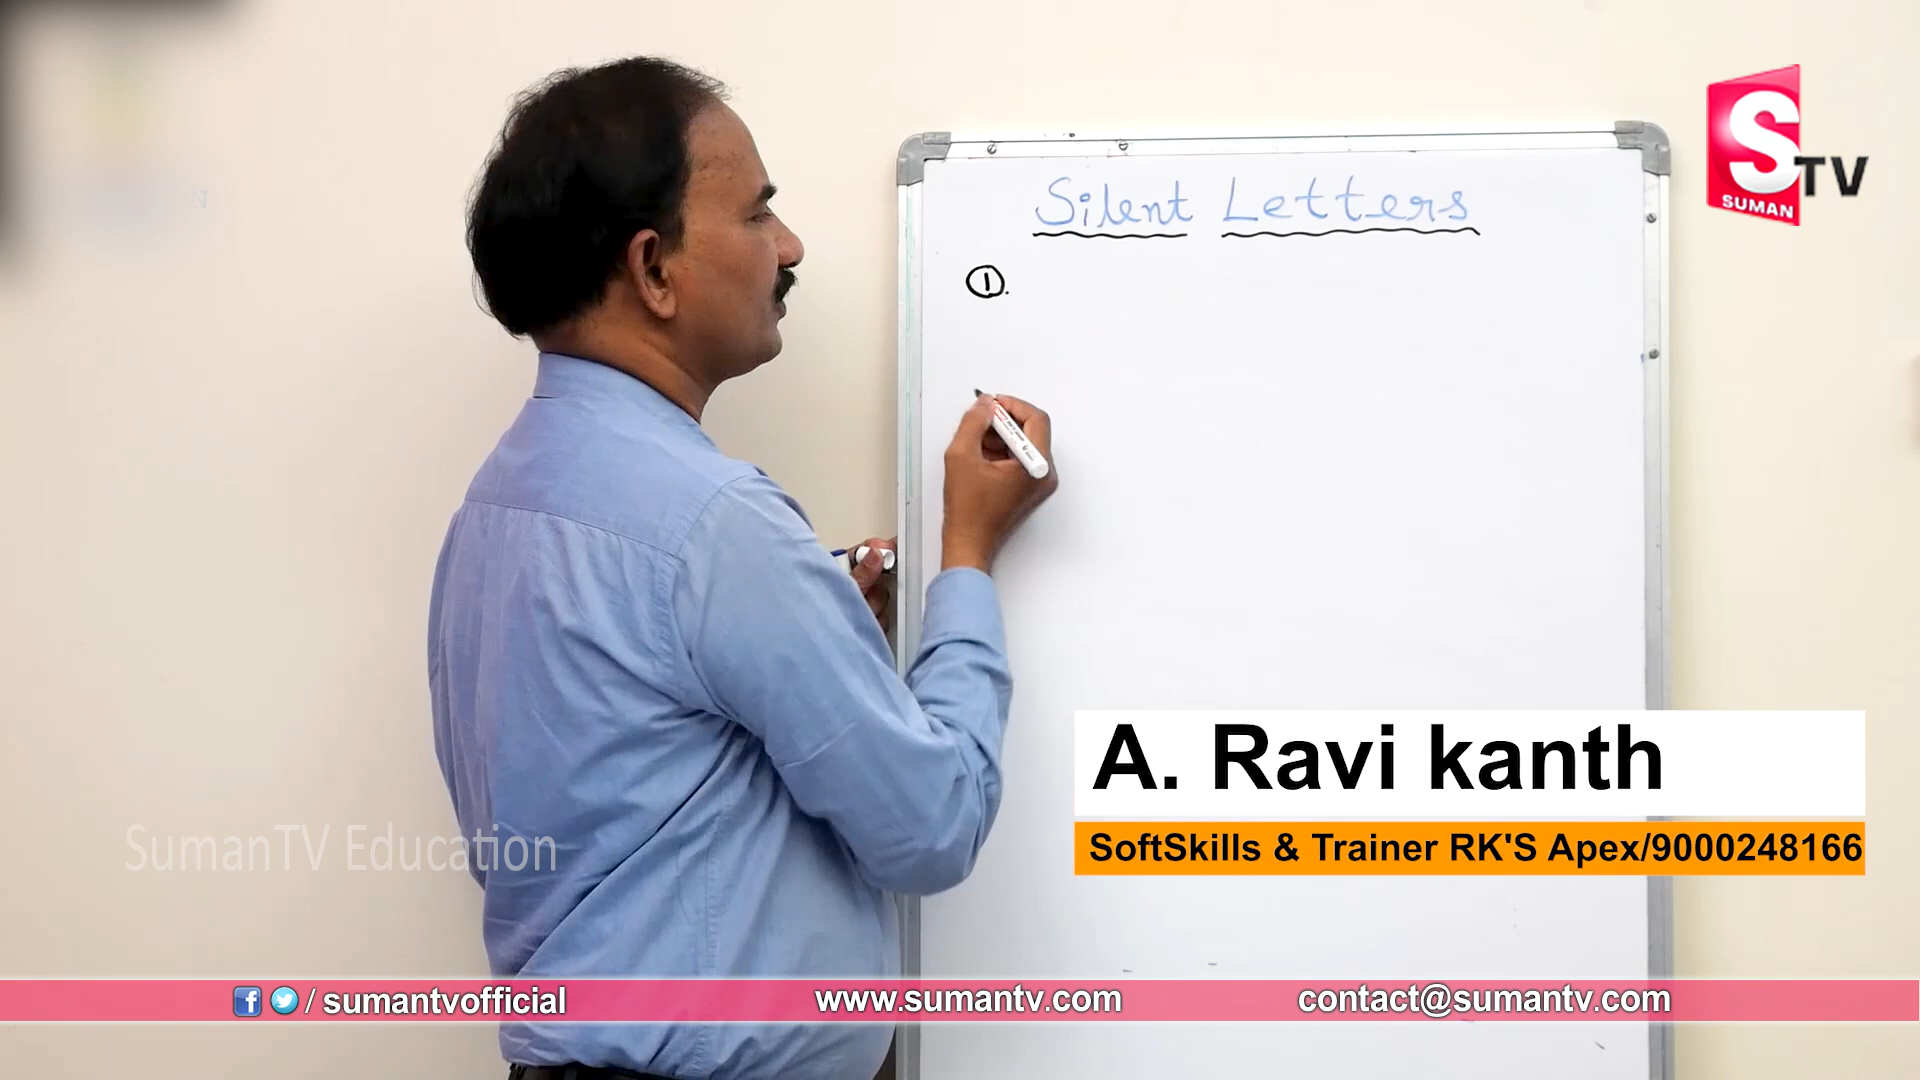 S TV
SUMAN
Silent Letters
①.
A. Ravi kanth
SoftSkills & Trainer RK'S Apex/9000248166
SumanTV Education
/ sumantvofficial
www.sumantv.com
contact@sumantv.com